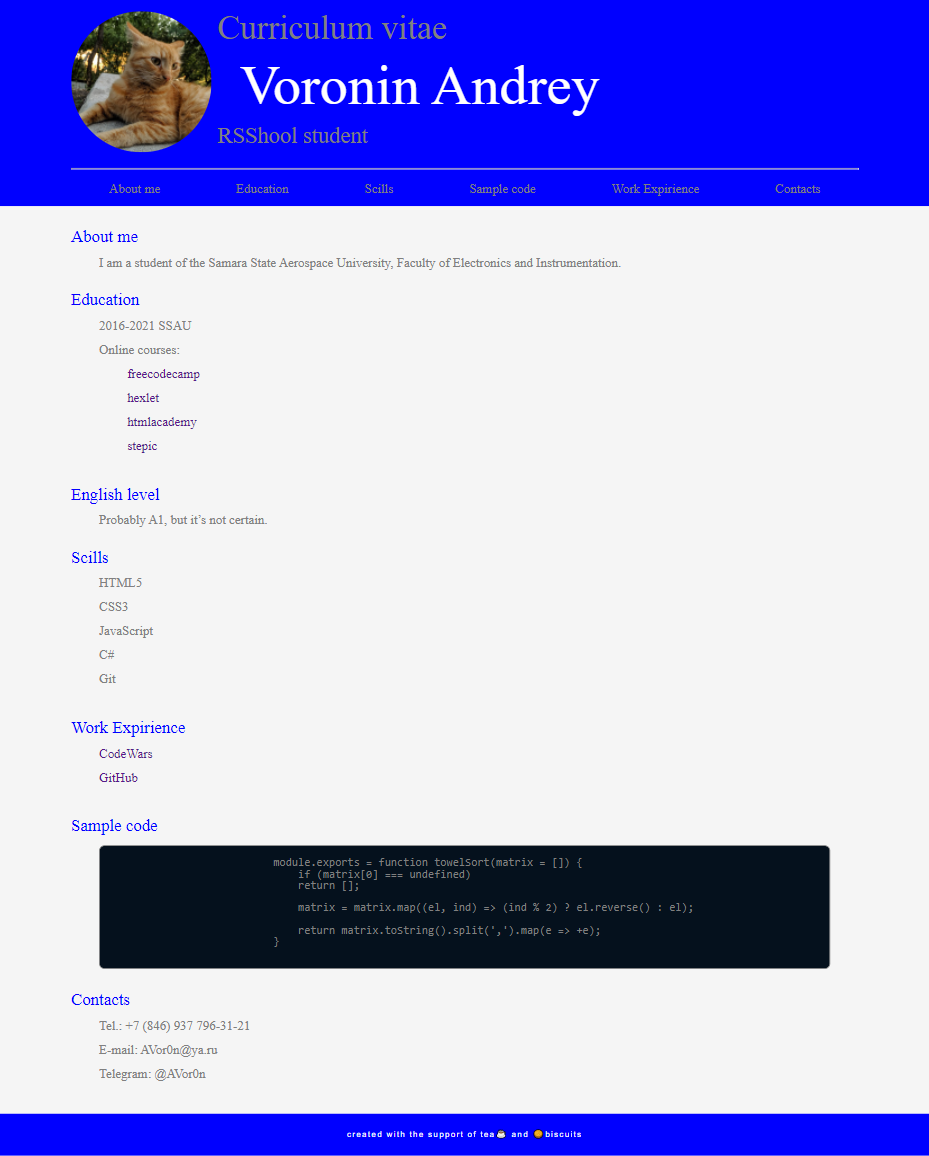 Curriculum vitae
Voronin Andrey
RSShool student
About me Education Scills Sample code Work Expirience Contacts
About me
I am a student of the Samara State Aerospace University, Faculty of Electronics and Instrumentation.
Education
2016-2021 SSAU
Online courses:
freecodecamp
hexlet
htmlacademy
stepic
English level
Probably A1, but it’s not certain.
Scills
HTML5
CSS3
JavaScript
C#
Git
Work Expirience
CodeWars
GitHub
Sample code
module.exports = function towelSort(matrix = []) {
if (matrix[0] === undefined)
return [];
matrix = matrix.map((el, ind) => (ind % 2) ? el.reverse() : el);
return matrix.toString().split(',').map(e => +e);
}
Contacts
Tel.: +7 (846) 937 796-31-21
E-mail: AVor0n@ya.ru
Telegram: @AVor0n
created with the support of tea☕ and 🍪biscuits